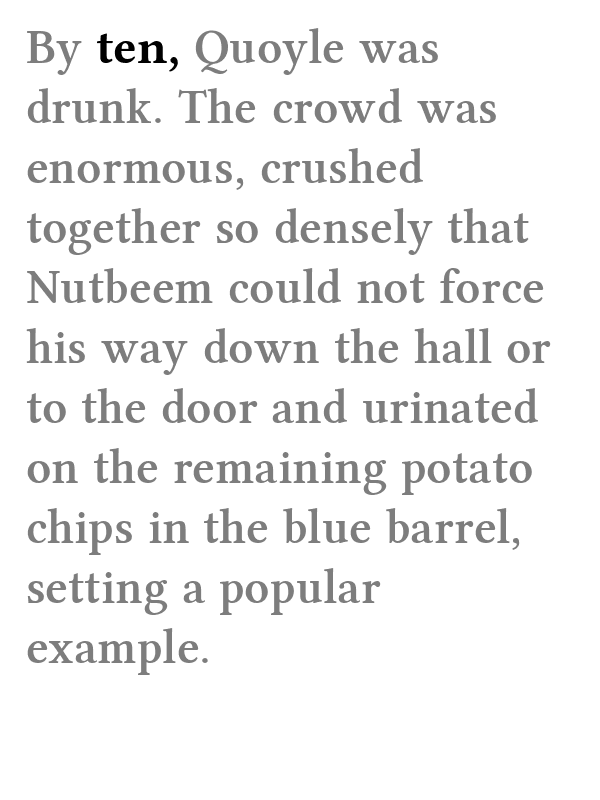 By ten, Quoyle was
drunk. The crowd was
enormous, crushed
together so densely that
Nutbeem could not force
his way down the hall or
to the door and urinated
on the remaining potato
chips in the blue barrel,
setting a popular
example.